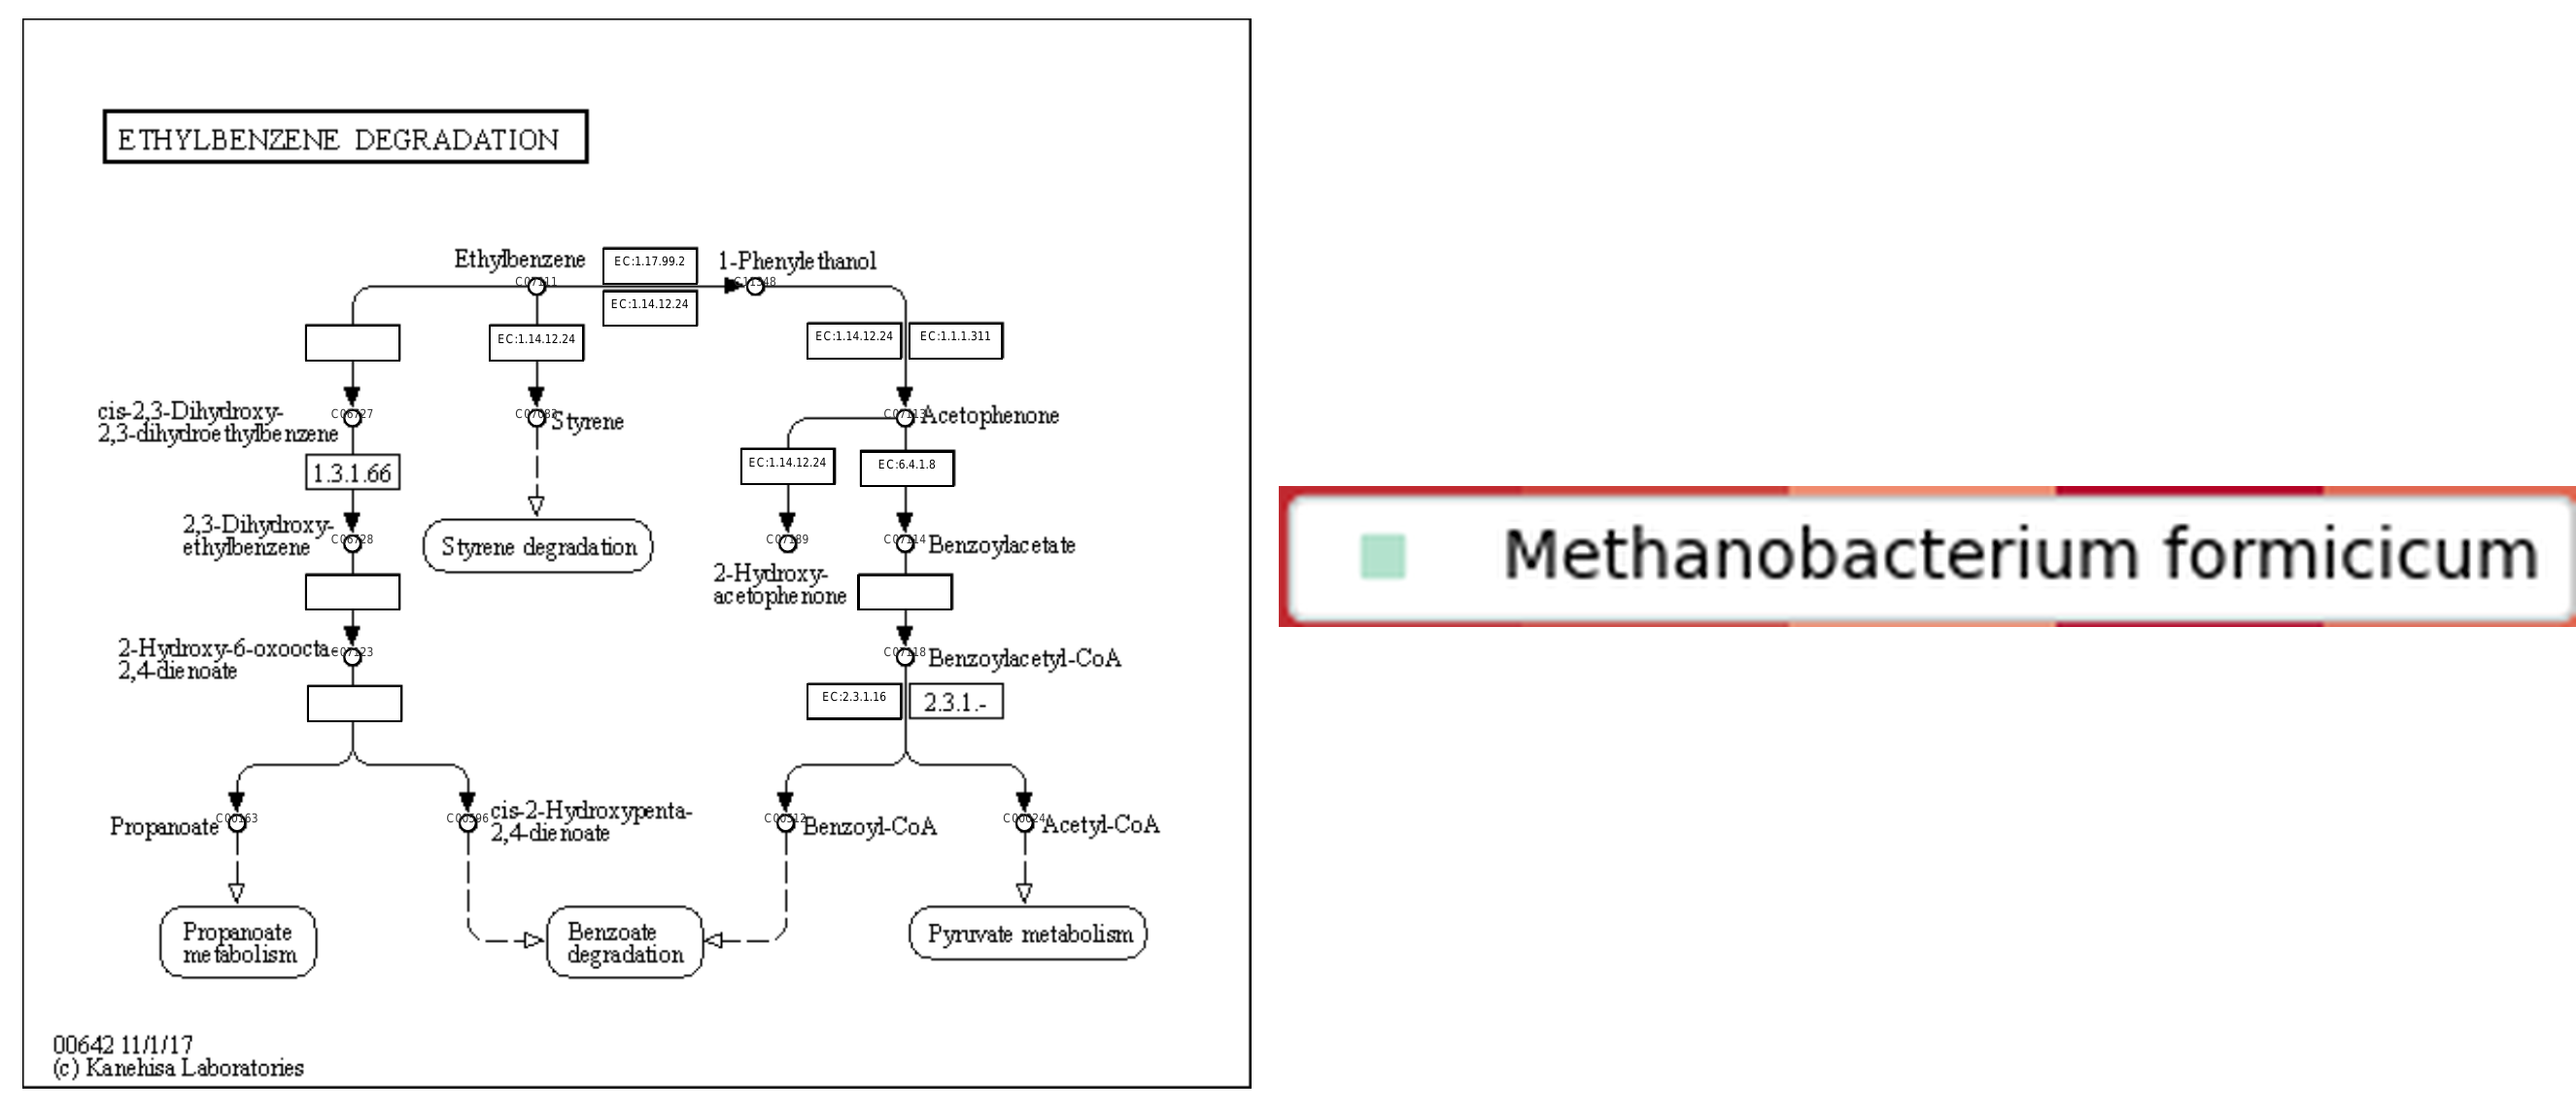 ETHYLBENZENE DEGRADATION
Ethylbenzene
EC:1.17.99.2
1-Phenylethanol
C07111
EC:1.14.12.24
EC:1.14.12.24
EC:1.14.12.24
EC:1.1.1.311
cis-2,3-Dihydroxy-
2,3-dihydroethylbenzene
C06727
Styrene
Acetophenone
1.3.1.66
EC:1.14.12.24
EC:6.4.1.8
2,3-Dihydroxy-
ethylbenzene
C06728
Styrene degradation
C07189
C07114
Benzoylacetate
2-Hydroxy-
acetophenone
2-Hydroxy-6-oxoocta-
2,4-dienoate
C07123
C07118
Benzoylacetyl-CoA
EC:2.3.1.16
2.3.1.-
Propanoate
C00163
C00596
cis-2-Hydroxypenta-
2,4-dienoate
C00512
Benzoyl-CoA
C00024
Acetyl-CoA
Propanoate
metabolism
Benzoate
degradation
Pyruvate metabolism
00642 11/1/17
(c) Kanehisa Laboratories
Methanobacterium formicicum